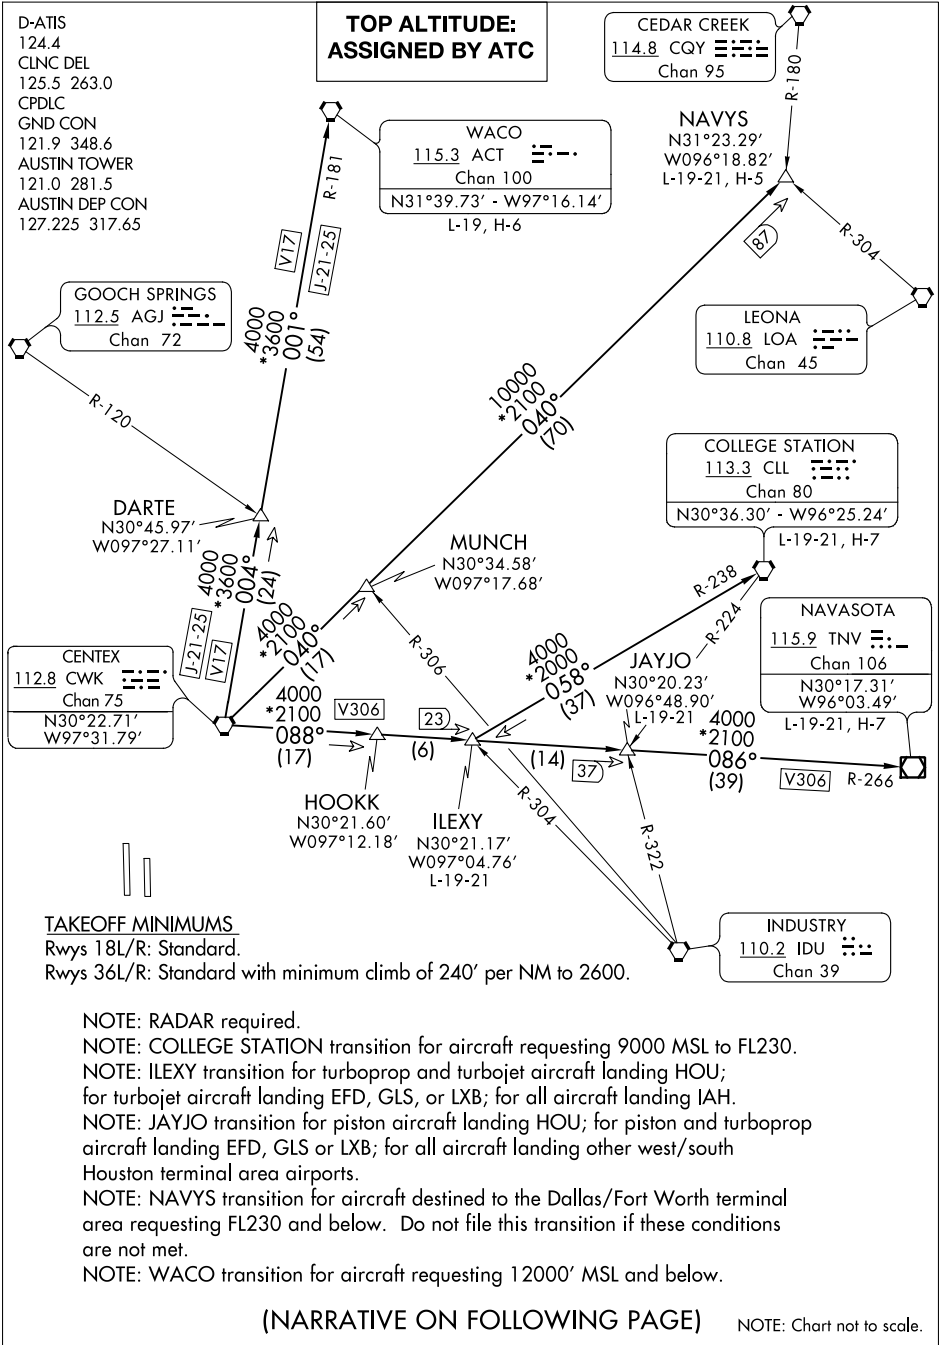 D-ATIS
124.4
CLNC DEL
125.5 263.0
CPDLC
GND CON
121.9 348.6
AUSTIN TOWER
121.0 281.5
AUSTIN DEP CON
127.225 317.65
TOP ALTITUDE:
ASSIGNED BY ATC
CEDAR CREEK
114.8 CQY
Chan 95
R-180
NAVYS
N31°23.29′
W096°18.82′
L-19-21, H-5
WACO
115.3 ACT
Chan 100
N31°39.73′ - W97°16.14′
L-19, H-6
R-181
V17
J-21-25
87
R-304
GOOCH SPRINGS
112.5 AGJ
Chan 72
R-120
LEONA
110.8 LOA
Chan 45
4000
*3600
001°
(54)
10000
*2100
040°
(70)
COLLEGE STATION
113.3 CLL
Chan 80
N30°36.30′ - W96°25.24′
L-19-21, H-7
DARTE
N30°45.97′
W097°27.11′
MUNCH
N30°34.58′
W097°17.68′
4000
*3600
004°
(24)
J-21-25
V17
4000
*2100
040°
(17)
R-306
R-238
R-224
4000
*2000
058°
(37)
NAVASOTA
115.9 TNV
Chan 106
N30°17.31′
W96°03.49′
L-19-21, H-7
CENTEX
112.8 CWK
Chan 75
N30°22.71′
W97°31.79′
JAYJO
N30°20.23′
W096°48.90′
L-19-21
4000
*2100
088°
(17)
V306
23
(6)
(14)
37
4000
*2100
086°
(39)
V306
R-266
HOOKK
N30°21.60′
W097°12.18′
ILEXY
N30°21.17′
W097°04.76′
L-19-21
R-304
R-322
INDUSTRY
110.2 IDU
Chan 39
TAKEOFF MINIMUMS
Rwys 18L/R: Standard.
Rwys 36L/R: Standard with minimum climb of 240′ per NM to 2600.
NOTE: RADAR required.
NOTE: COLLEGE STATION transition for aircraft requesting 9000 MSL to FL230.
NOTE: ILEXY transition for turboprop and turbojet aircraft landing HOU;
for turbojet aircraft landing EFD, GLS, or LXB; for all aircraft landing IAH.
NOTE: JAYJO transition for piston aircraft landing HOU; for piston and turboprop
aircraft landing EFD, GLS or LXB; for all aircraft landing other west/south
Houston terminal area airports.
NOTE: NAVYS transition for aircraft destined to the Dallas/Fort Worth terminal
area requesting FL230 and below. Do not file this transition if these conditions
are not met.
NOTE: WACO transition for aircraft requesting 12000′ MSL and below.
(NARRATIVE ON FOLLOWING PAGE)
NOTE: Chart not to scale.